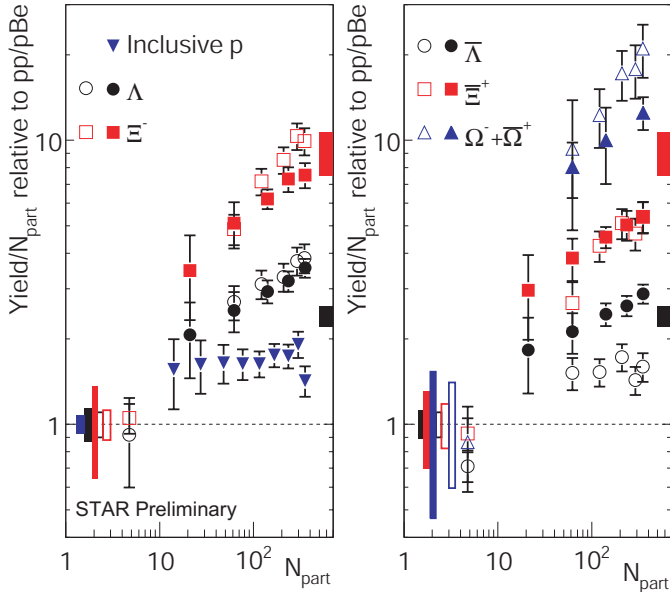 Yield/N_part relative to pp/pBe
10
1
Inclusive p
Λ
Ξ⁻
STAR Preliminary
1
10
10²
N_part
Yield/N_part relative to pp/pBe
10
1
Λ̅
Ξ̅⁺
Ω⁻+Ω̅⁺
1
10
10²
N_part